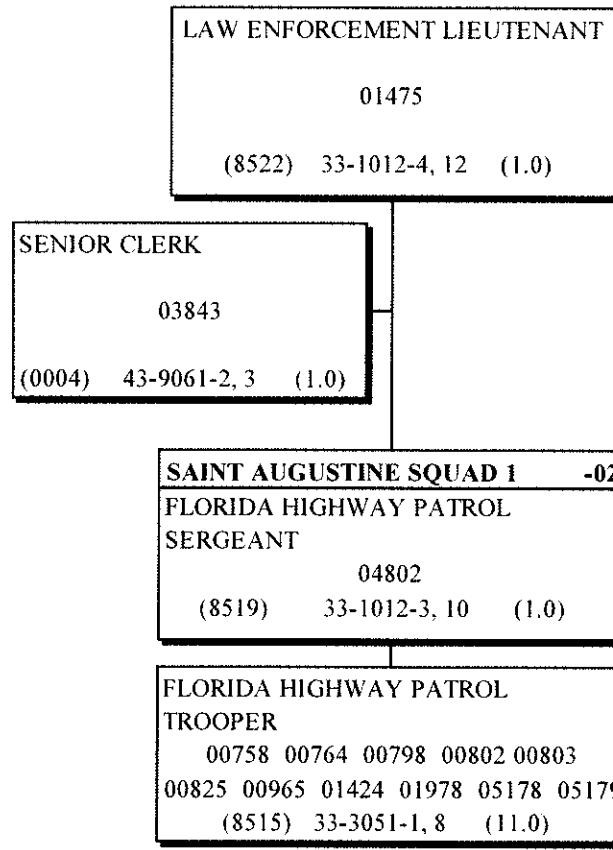 LAW ENFORCEMENT LIEUTENANT
01475
(8522) 33-1012-4, 12 (1.0)
SENIOR CLERK
03843
(0004) 43-9061-2, 3 (1.0)
SAINT AUGUSTINE SQUAD 1 -02
FLORIDA HIGHWAY PATROL
SERGEANT
04802
(8519) 33-1012-3, 10 (1.0)
FLORIDA HIGHWAY PATROL
TROOPER
00758 00764 00798 00802 00803
00825 00965 01424 01978 05178 05179
(8515) 33-3051-1, 8 (11.0)